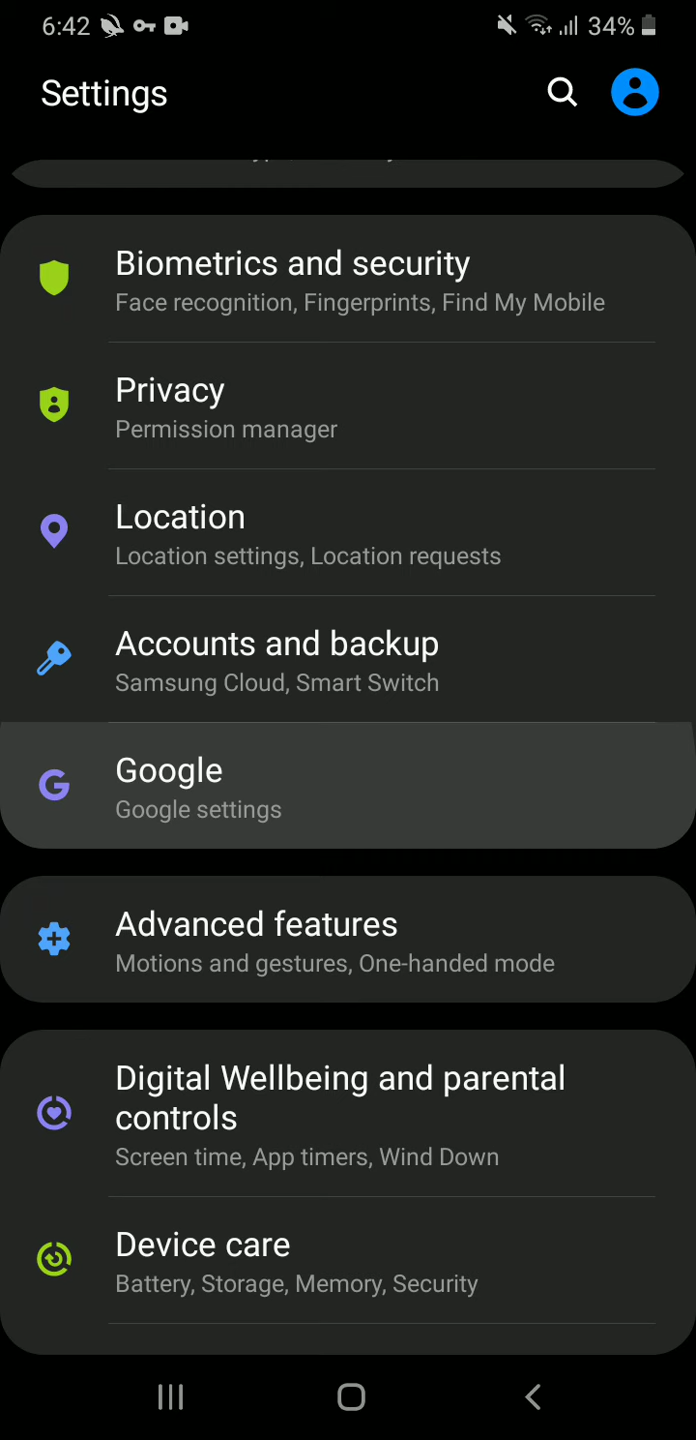 6:42 34%
Settings
Biometrics and security
Face recognition, Fingerprints, Find My Mobile
Privacy
Permission manager
Location
Location settings, Location requests
Accounts and backup
Samsung Cloud, Smart Switch
Google
Google settings
Advanced features
Motions and gestures, One-handed mode
Digital Wellbeing and parental
controls
Screen time, App timers, Wind Down
Device care
Battery, Storage, Memory, Security